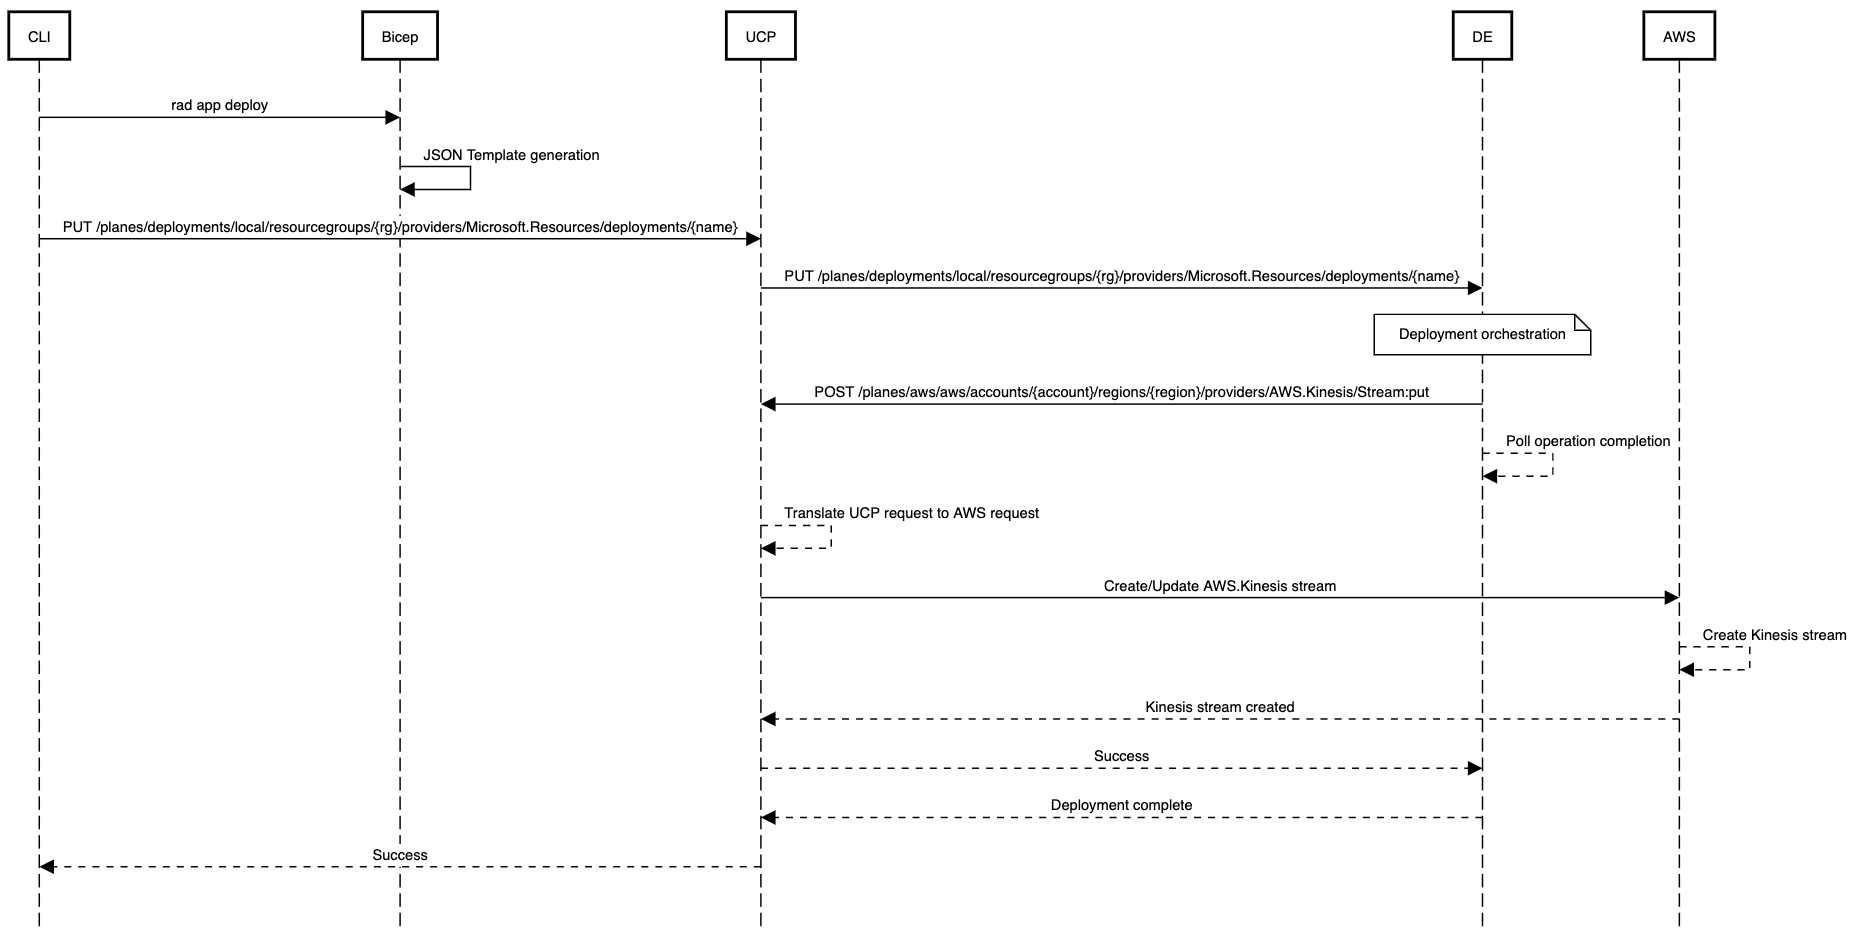 CLI
Bicep
UCP
DE
AWS
rad app deploy
JSON Template generation
PUT /planes/deployments/local/resourcegroups/{rg}/providers/Microsoft.Resources/deployments/{name}
PUT /planes/deployments/local/resourcegroups/{rg}/providers/Microsoft.Resources/deployments/{name}
Deployment orchestration
POST /planes/aws/aws/accounts/{account}/regions/{region}/providers/AWS.Kinesis/Stream:put
Poll operation completion
Translate UCP request to AWS request
Create/Update AWS.Kinesis stream
Create Kinesis stream
Kinesis stream created
Success
Deployment complete
Success